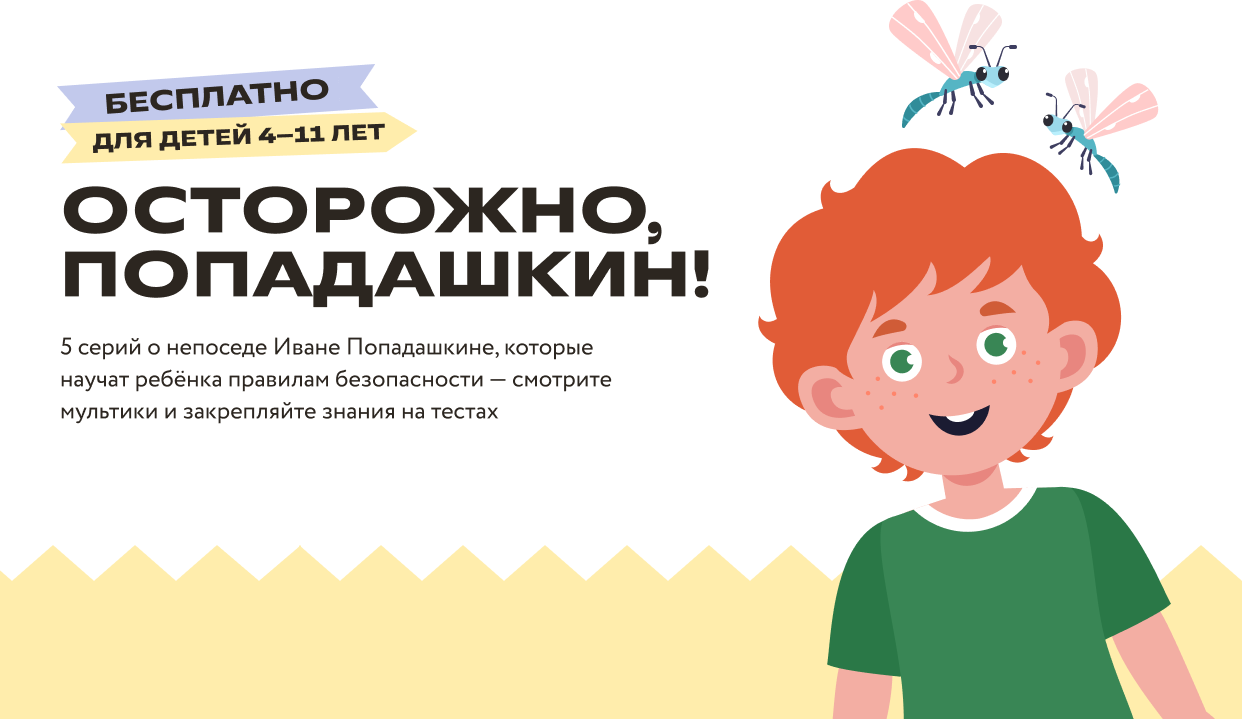 БЕСПЛАТНО
ДЛЯ ДЕТЕЙ 4–11 ЛЕТ
ОСТОРОЖНО,
ПОПАДАШКИН!
5 серий о непоседе Иване Попадашкине, которые
научат ребёнка правилам безопасности — смотрите
мультики и закрепляйте знания на тестах